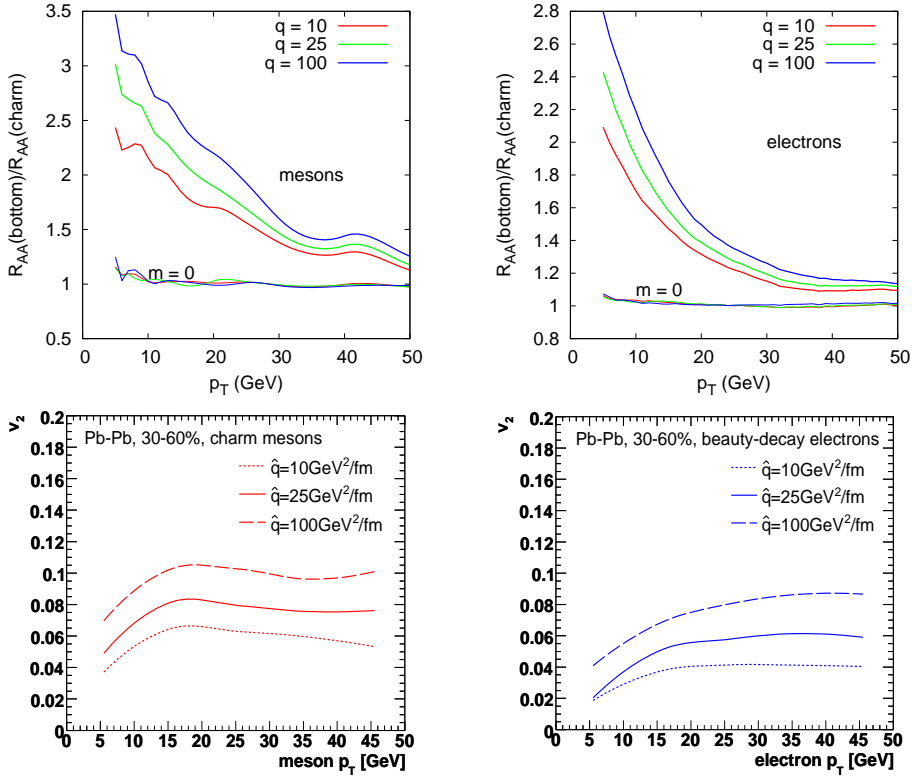 3.5
3
2.5
2
1.5
1
0.5
0 10 20 30 40 50
R_AA(bottom)/R_AA(charm)
p_T (GeV)
q = 10
q = 25
q = 100
mesons
m = 0
2.8
2.6
2.4
2.2
2
1.8
1.6
1.4
1.2
1
0.8
0 10 20 30 40 50
R_AA(bottom)/R_AA(charm)
p_T (GeV)
q = 10
q = 25
q = 100
electrons
m = 0
v_2
0.2
0.18
0.16
0.14
0.12
0.1
0.08
0.06
0.04
0.02
0
0 5 10 15 20 25 30 35 40 45 50
meson p_T [GeV]
Pb-Pb, 30-60%, charm mesons
q̂=10GeV²/fm
q̂=25GeV²/fm
q̂=100GeV²/fm
v_2
0.2
0.18
0.16
0.14
0.12
0.1
0.08
0.06
0.04
0.02
0
0 5 10 15 20 25 30 35 40 45 50
electron p_T [GeV]
Pb-Pb, 30-60%, beauty-decay electrons
q̂=10GeV²/fm
q̂=25GeV²/fm
q̂=100GeV²/fm